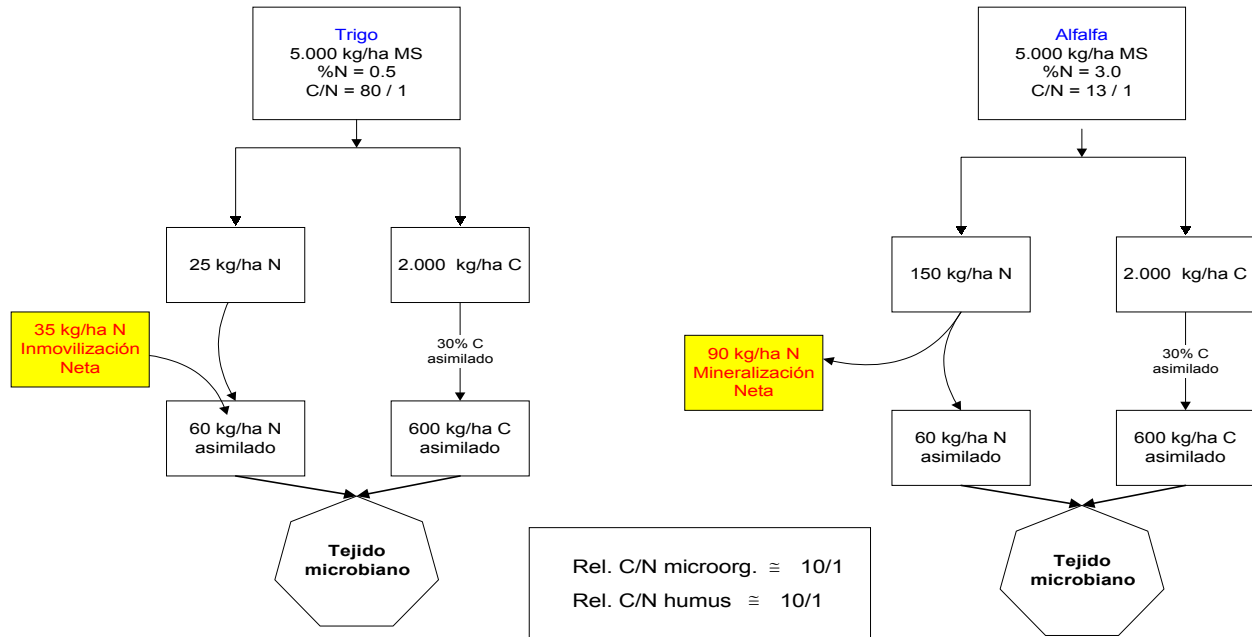 Trigo
5.000 kg/ha MS
%N = 0.5
C/N = 80 / 1
25 kg/ha N
2.000 kg/ha C
35 kg/ha N
Inmovilización
Neta
30% C
asimilado
60 kg/ha N
asimilado
600 kg/ha C
asimilado
Tejido
microbiano
Alfalfa
5.000 kg/ha MS
%N = 3.0
C/N = 13 / 1
150 kg/ha N
2.000 kg/ha C
90 kg/ha N
Mineralización
Neta
30% C
asimilado
60 kg/ha N
asimilado
600 kg/ha C
asimilado
Tejido
microbiano
Rel. C/N microorg. ≅ 10/1
Rel. C/N humus ≅ 10/1